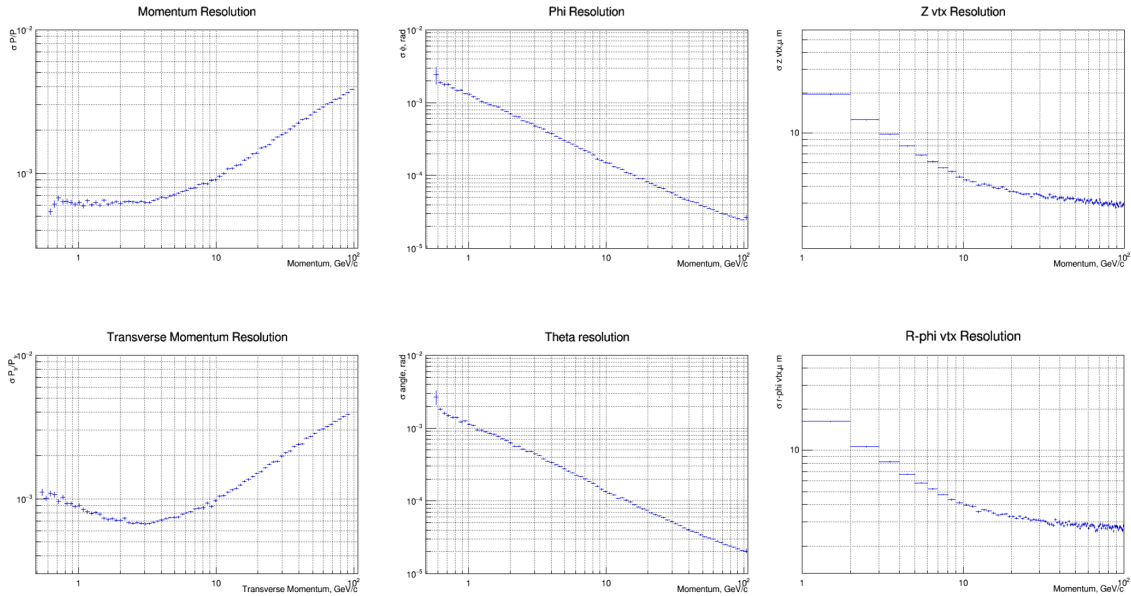 Momentum Resolution
σ P/P
10⁻²
10⁻³
1
10
10²
Momentum, GeV/c
Phi Resolution
σ ϕ, rad
10⁻²
10⁻³
10⁻⁴
10⁻⁵
1
10
10²
Momentum, GeV/c
Z vtx Resolution
σ z vtx,μ m
10
1
10
10²
Momentum, GeV/c
Transverse Momentum Resolution
10⁻²
10⁻³
1
10
10²
Transverse Momentum, GeV/c
Theta resolution
σ angle, rad
10⁻²
10⁻³
10⁻⁴
10⁻⁵
1
10
10²
Momentum, GeV/c
R-phi vtx Resolution
σ r-phi vtx,μ m
10
1
10
10²
Momentum, GeV/c